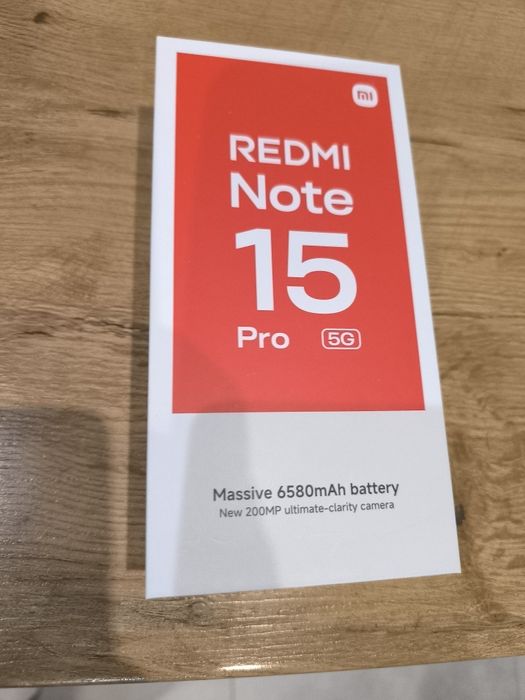 mi
REDMI
Note
15
Pro 5G
Massive 6580mAh battery
New 200MP ultimate-clarity camera